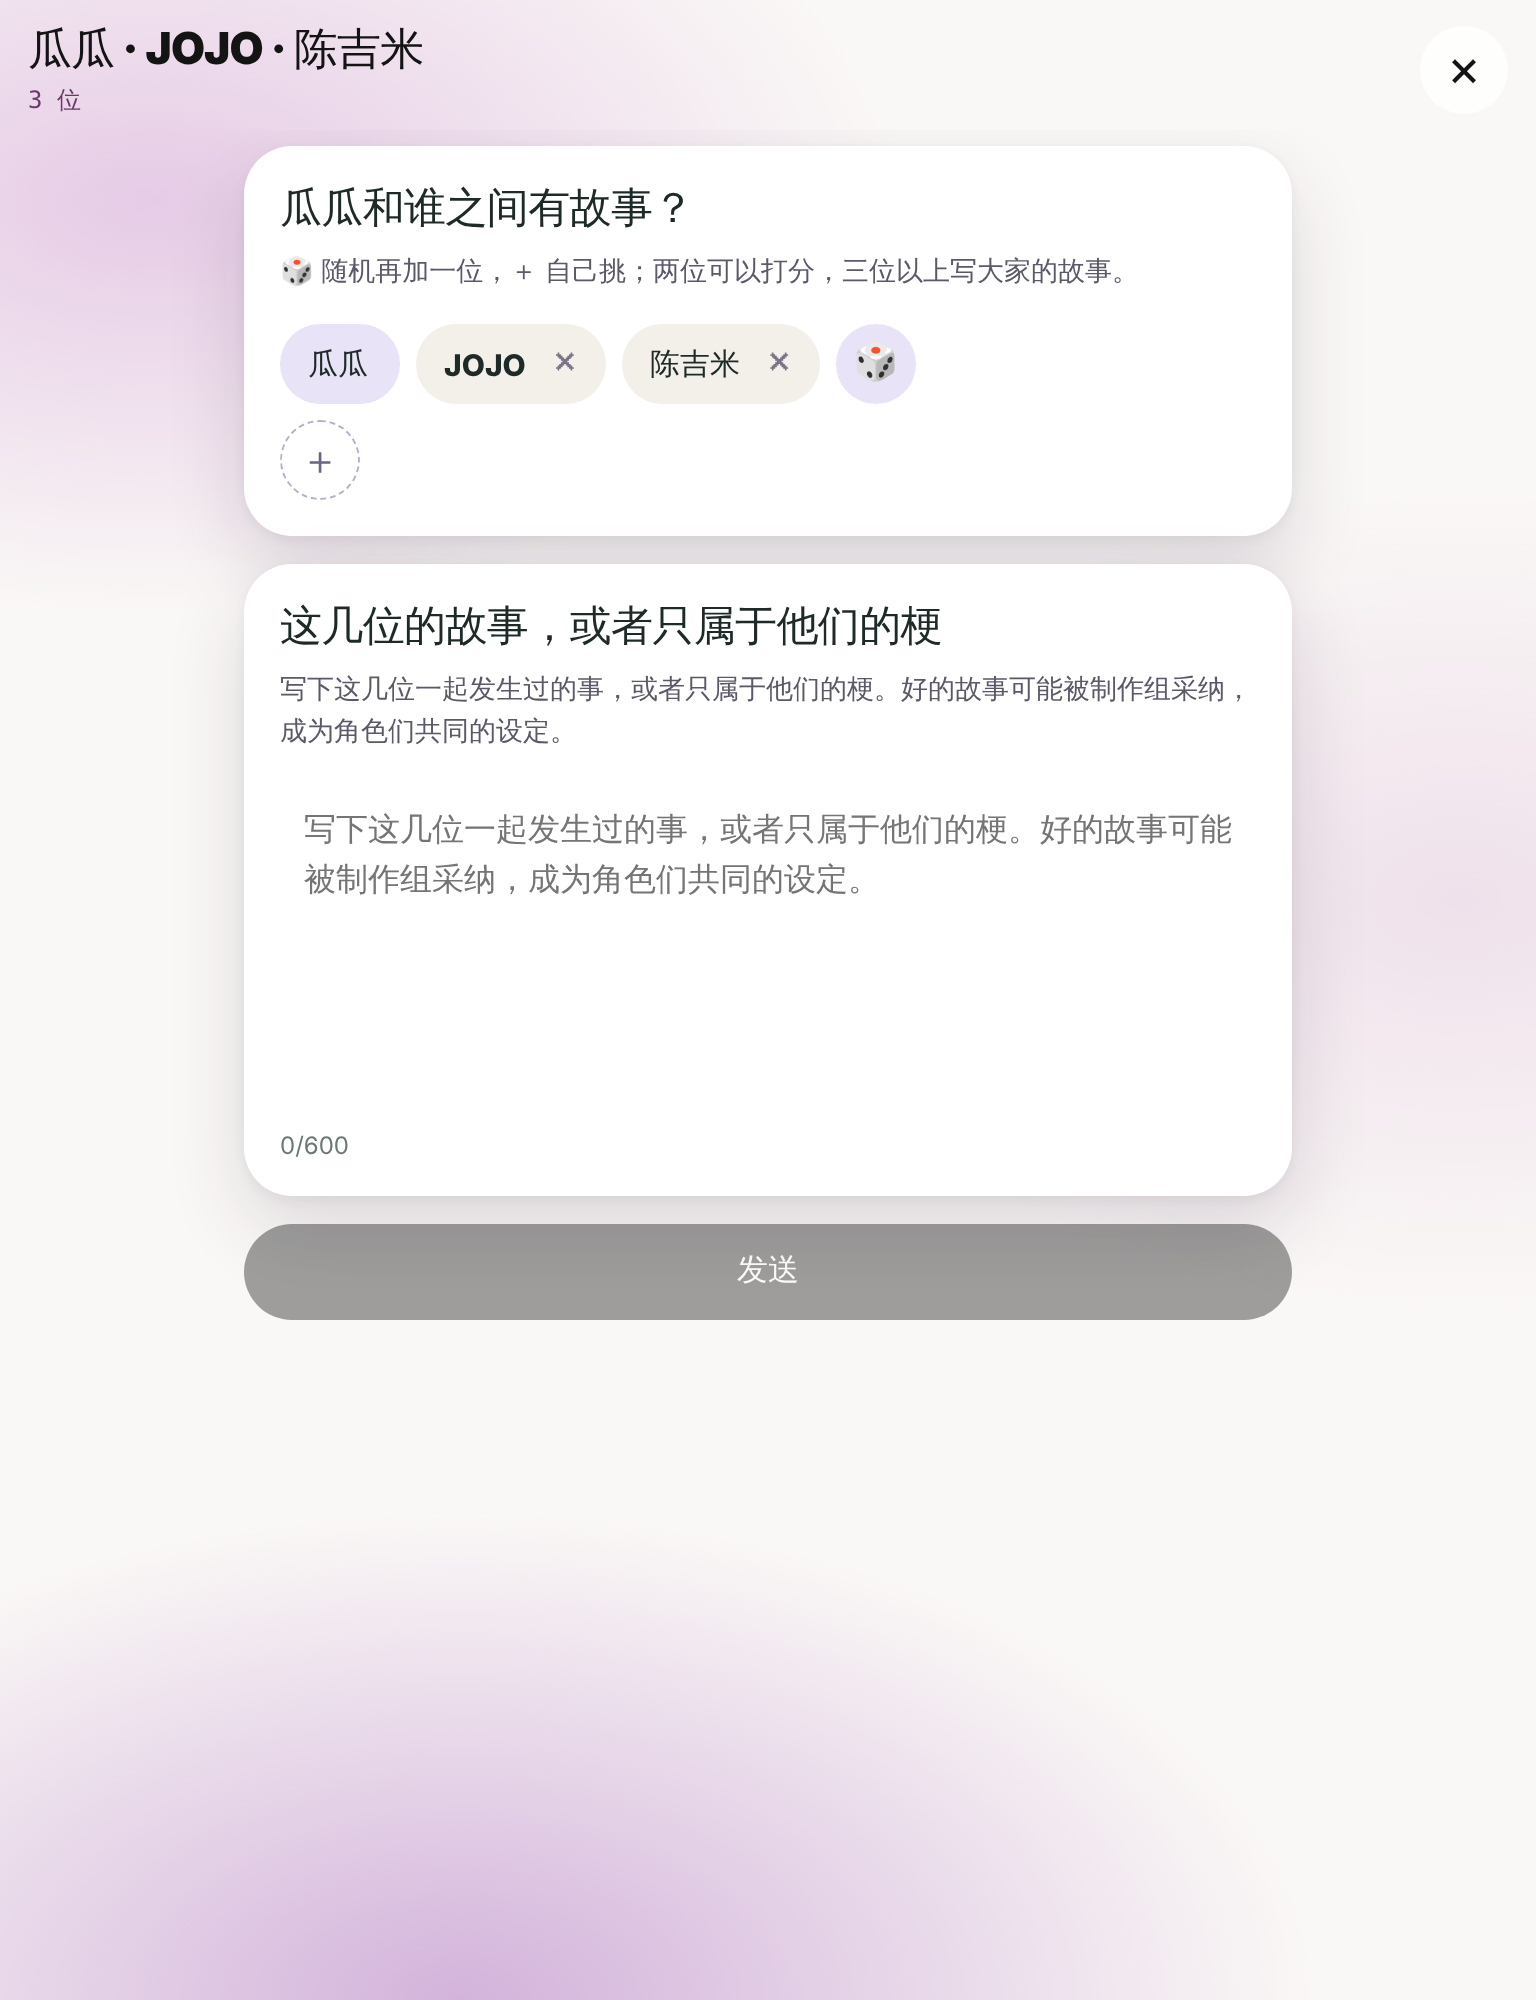 瓜瓜 · JOJO · 陈吉米
3 位
✕
瓜瓜和谁之间有故事？
🎲 随机再加一位，＋ 自己挑；两位可以打分，三位以上写大家的故事。
瓜瓜 JOJO ✕ 陈吉米 ✕ 🎲
＋
这几位的故事，或者只属于他们的梗
写下这几位一起发生过的事，或者只属于他们的梗。好的故事可能被制作组采纳，
成为角色们共同的设定。
写下这几位一起发生过的事，或者只属于他们的梗。好的故事可能
被制作组采纳，成为角色们共同的设定。
0/600
发送